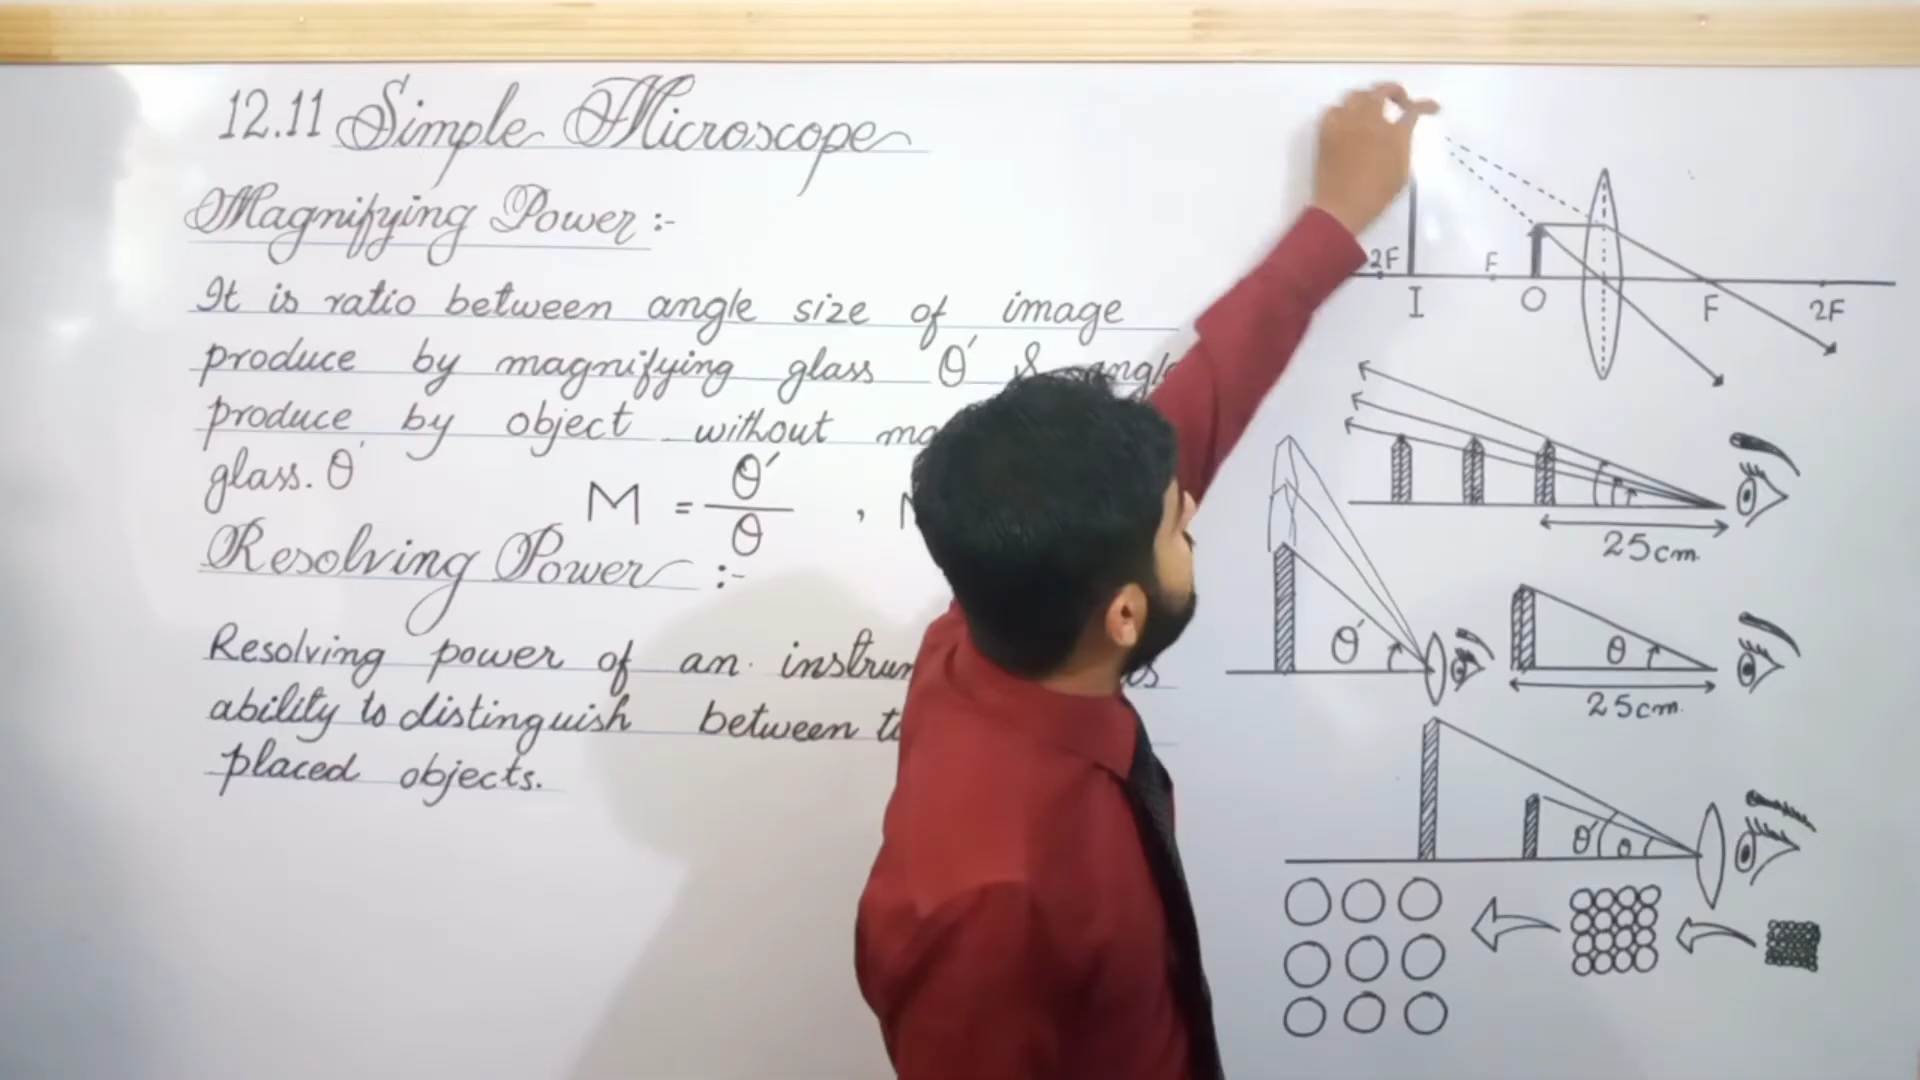 12.11 Simple Microscope
Magnifying Power :-
It is ratio between angle size of image
produce by magnifying glass θ′ & angle
produce by object without
glass. θ
M = θ′/θ ,
Resolving Power :-
Resolving power of an
ability to distinguish between
placed objects.
2F I F O F 2F
25cm.
θ′
θ
25cm.
θ′ θ